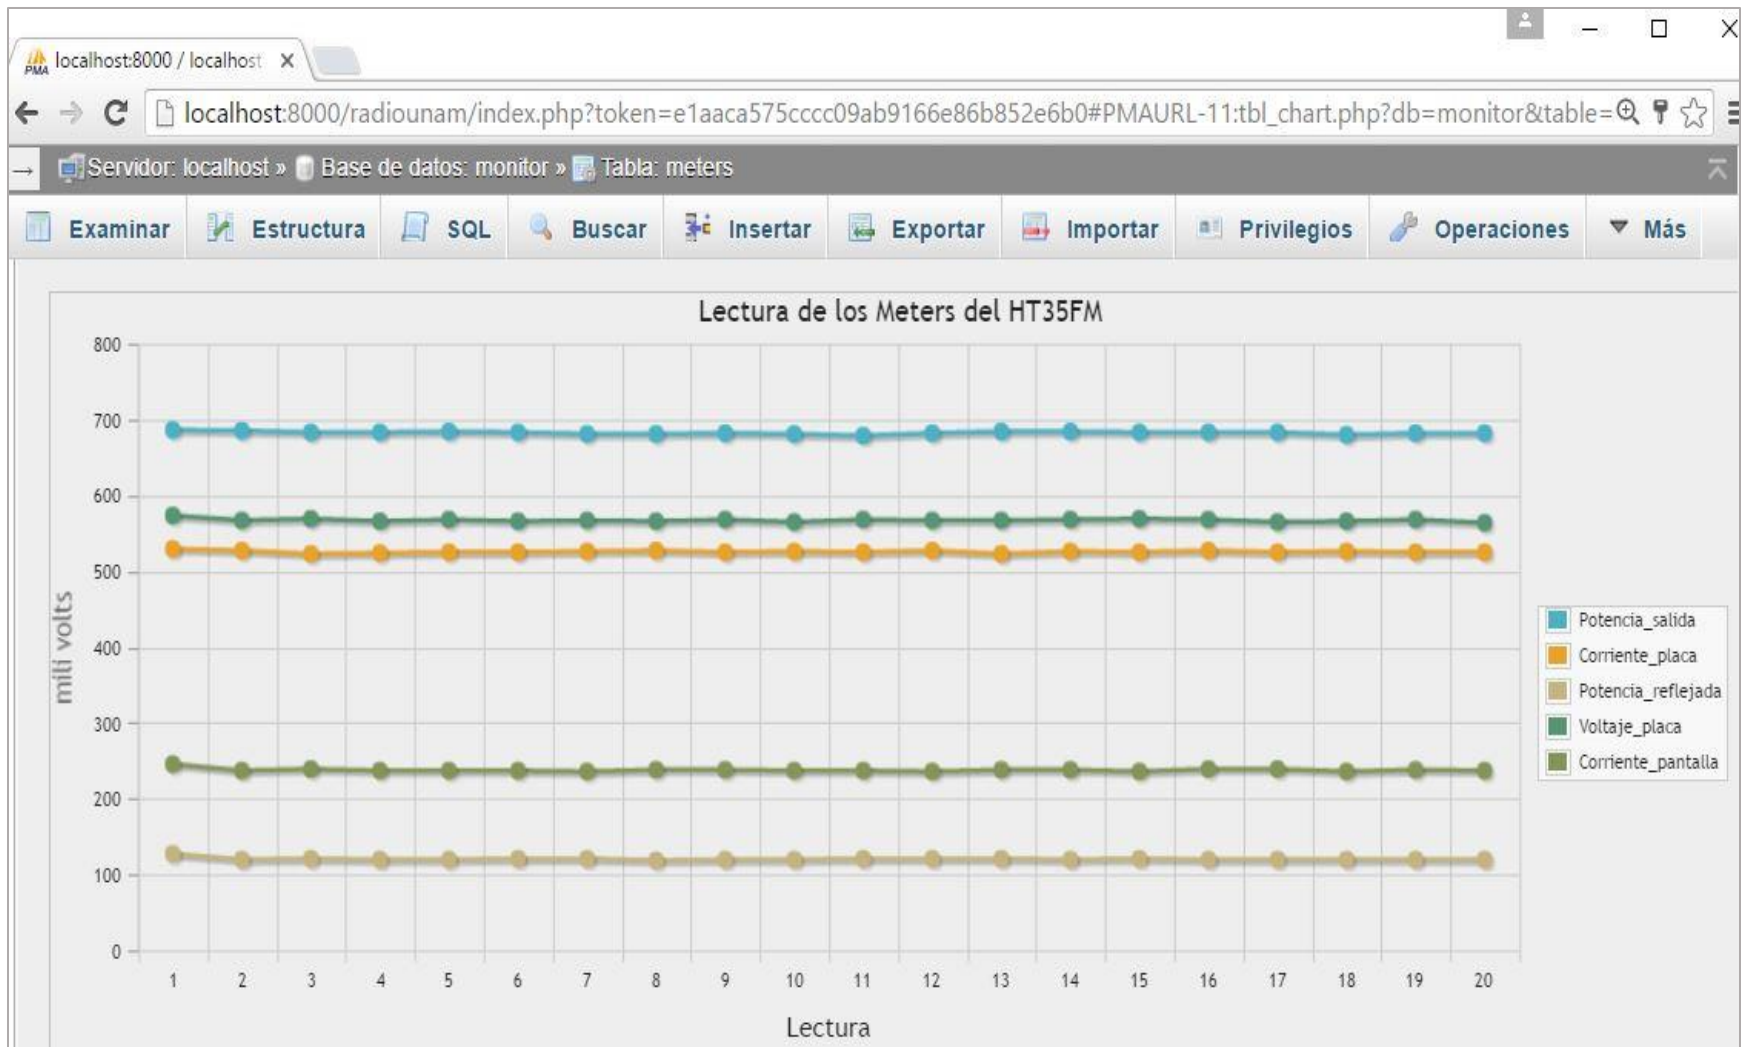 PMA localhost:8000 / localhost
localhost:8000/radiounam/index.php?token=e1aaca575cccc09ab9166e86b852e6b0#PMAURL-11:tbl_chart.php?db=monitor&table=
Servidor: localhost » Base de datos: monitor » Tabla: meters
Examinar Estructura SQL Buscar Insertar Exportar Importar Privilegios Operaciones Más
Lectura de los Meters del HT35FM
800
700
600
500
400
300
200
100
0
mili volts
1 2 3 4 5 6 7 8 9 10 11 12 13 14 15 16 17 18 19 20
Lectura
Potencia_salida
Corriente_placa
Potencia_reflejada
Voltaje_placa
Corriente_pantalla